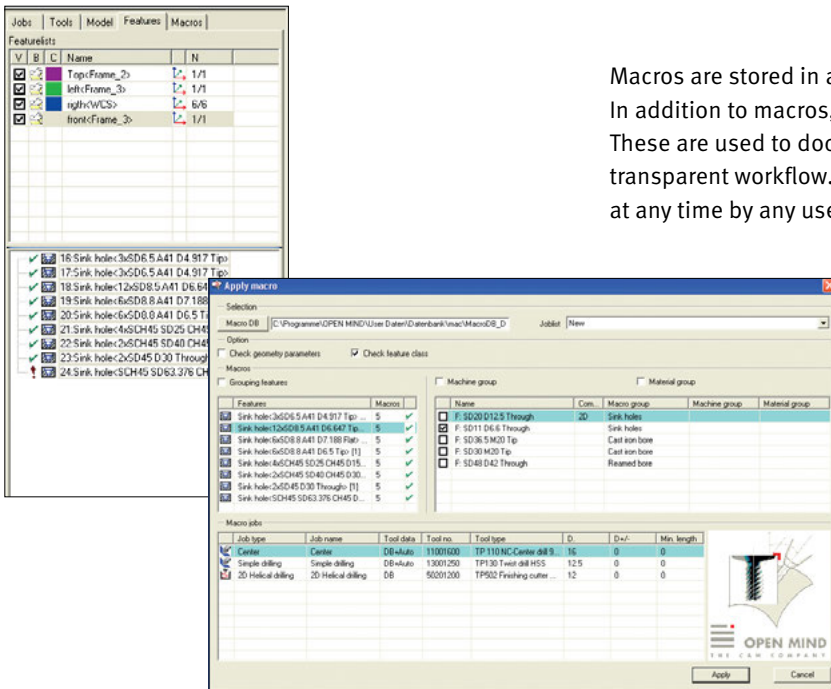 Jobs Tools Model Features Macros
Featurelists
V B C Name N
Top<Frame_2> 1/1
left<Frame_3> 1/1
rigth<WCS> 6/6
front<Frame_3> 1/1
16:Sink hole<3xSD6.5 A41 D4.917 Tip>
17:Sink hole<3xSD6.5 A41 D4.917 Tip>
18:Sink hole<12xSD8.5 A41 D6.64
19:Sink hole<6xSD8.8 A41 D7.188
20:Sink hole<6xSD8.8 A41 D6.5 Ti
21:Sink hole<4xSCH45 SD25 CH45
22:Sink hole<2xSCH45 SD40 CH4
23:Sink hole<2xSD45 D30 Through
24:Sink hole<SCH45 SD63.376 CH
Macros are stored in a
In addition to macros,
These are used to doc
transparent workflow.
at any time by any use
Apply macro
Selection
Macro DB C:\Programme\OPEN MIND\User Daten\Datenbank\mac\MacroDB_D Joblist New
Option
Check geometry parameters Check feature class
Macros
Grouping features Machine group Material group
Features Macros
Sink hole<3xSD6.5 A41 D4.917 Tip> ... 5
Sink hole<12xSD8.5 A41 D6.647 Tip... 5
Sink hole<6xSD8.8 A41 D7.188 Flat> ... 5
Sink hole<6xSD8.8 A41 D6.5 Tip> [1] 5
Sink hole<4xSCH45 SD25 CH45 D15... 5
Sink hole<2xSCH45 SD40 CH45 D30... 5
Sink hole<2xSD45 D30 Through> [1] 5
Sink hole<SCH45 SD63.376 CH45 D... 5
Name Com... Macro group Machine group Material group
F: SD20 D12.5 Through 2D Sink holes
F: SD11 D6.6 Through Sink holes
F: SD36.5 M20 Tip Cast iron bore
F: SD30 M20 Tip Cast iron bore
F: SD48 D42 Through Reamed bore
Macro jobs
Job type Job name Tool data Tool no. Tool type D. D+/- Min. length
Center Center DB+Auto 11001600 TP 110 NC-Center drill 9... 16 0 0
Simple drilling Simple drilling DB+Auto 13001250 TP130 Twist drill HSS 12.5 0 0
2D Helical drilling 2D Helical drilling DB 50201200 TP502 Finishing cutter ... 12 0 0
OPEN MIND
THE CAM COMPANY
Apply Cancel